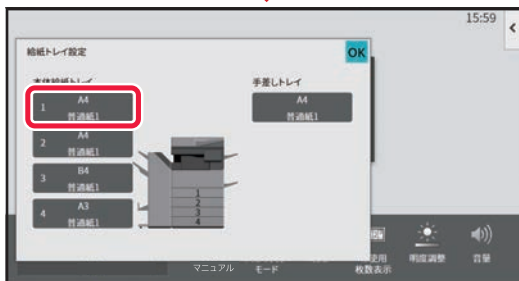 15:59
給紙トレイ設定
OK
本体給紙トレイ
手差しトレイ
1 A4
普通紙1
A4
普通紙1
2 A4
普通紙1
3 B4
普通紙1
4 A3
普通紙1
1
2
3
4
マニュアル
モード
使用
枚数表示
明度調整
音量